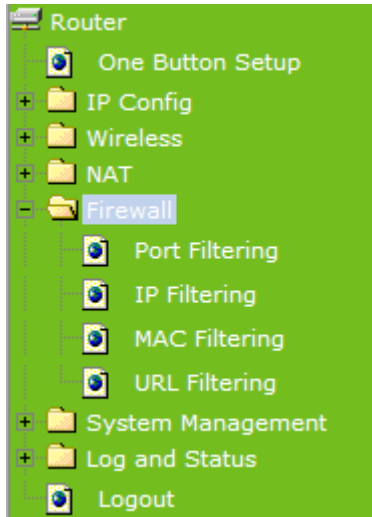 Router
One Button Setup
IP Config
Wireless
NAT
Firewall
Port Filtering
IP Filtering
MAC Filtering
URL Filtering
System Management
Log and Status
Logout